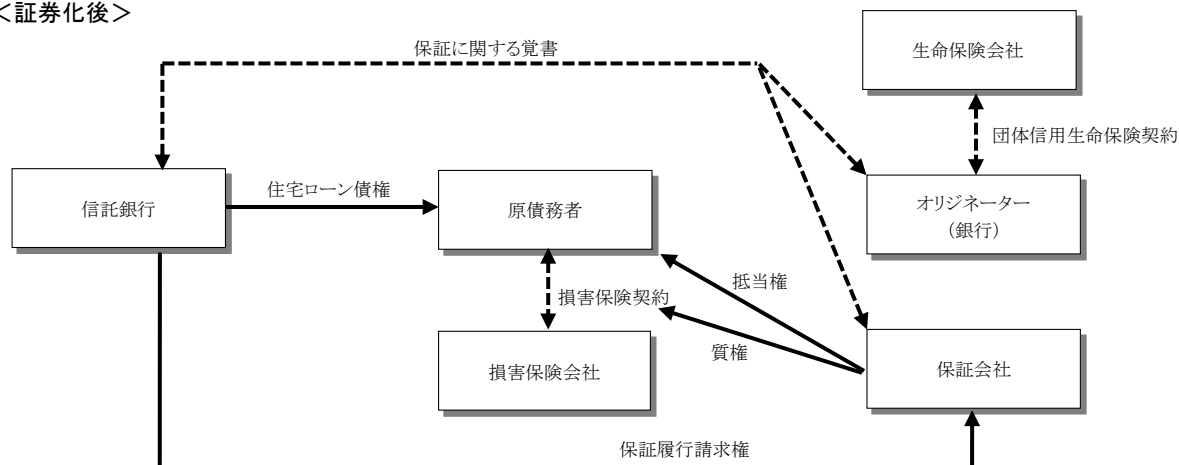 ＜証券化後＞
保証に関する覚書
生命保険会社
団体信用生命保険契約
信託銀行
住宅ローン債権
原債務者
オリジネーター
（銀行）
抵当権
損害保険契約
質権
損害保険会社
保証会社
保証履行請求権